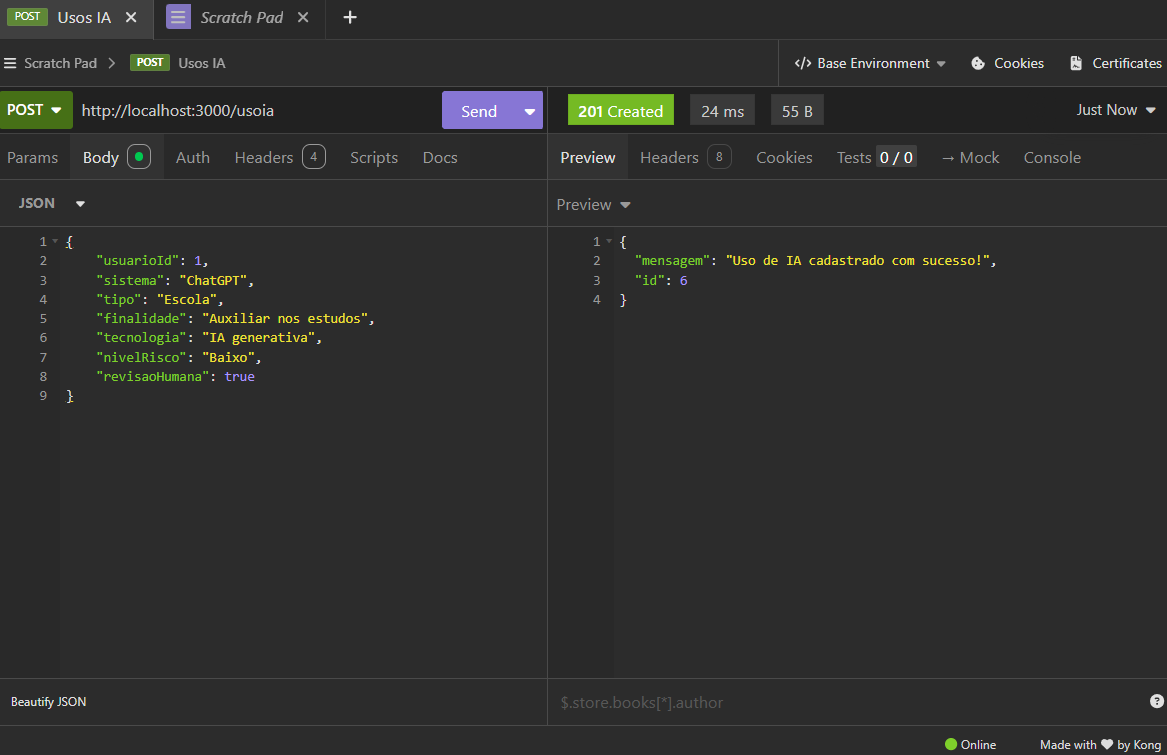 POST Usos IA Scratch Pad
Scratch Pad POST Usos IA Base Environment Cookies Certificates
POST http://localhost:3000/usoia Send 201 Created 24 ms 55 B Just Now
Params Body Auth Headers 4 Scripts Docs Preview Headers 8 Cookies Tests 0 / 0 → Mock Console
JSON Preview
1 {
2 "usuarioId": 1,
3 "sistema": "ChatGPT",
4 "tipo": "Escola",
5 "finalidade": "Auxiliar nos estudos",
6 "tecnologia": "IA generativa",
7 "nivelRisco": "Baixo",
8 "revisaoHumana": true
9 }
1 {
2 "mensagem": "Uso de IA cadastrado com sucesso!",
3 "id": 6
4 }
Beautify JSON $.store.books[*].author
Online Made with ♥ by Kong